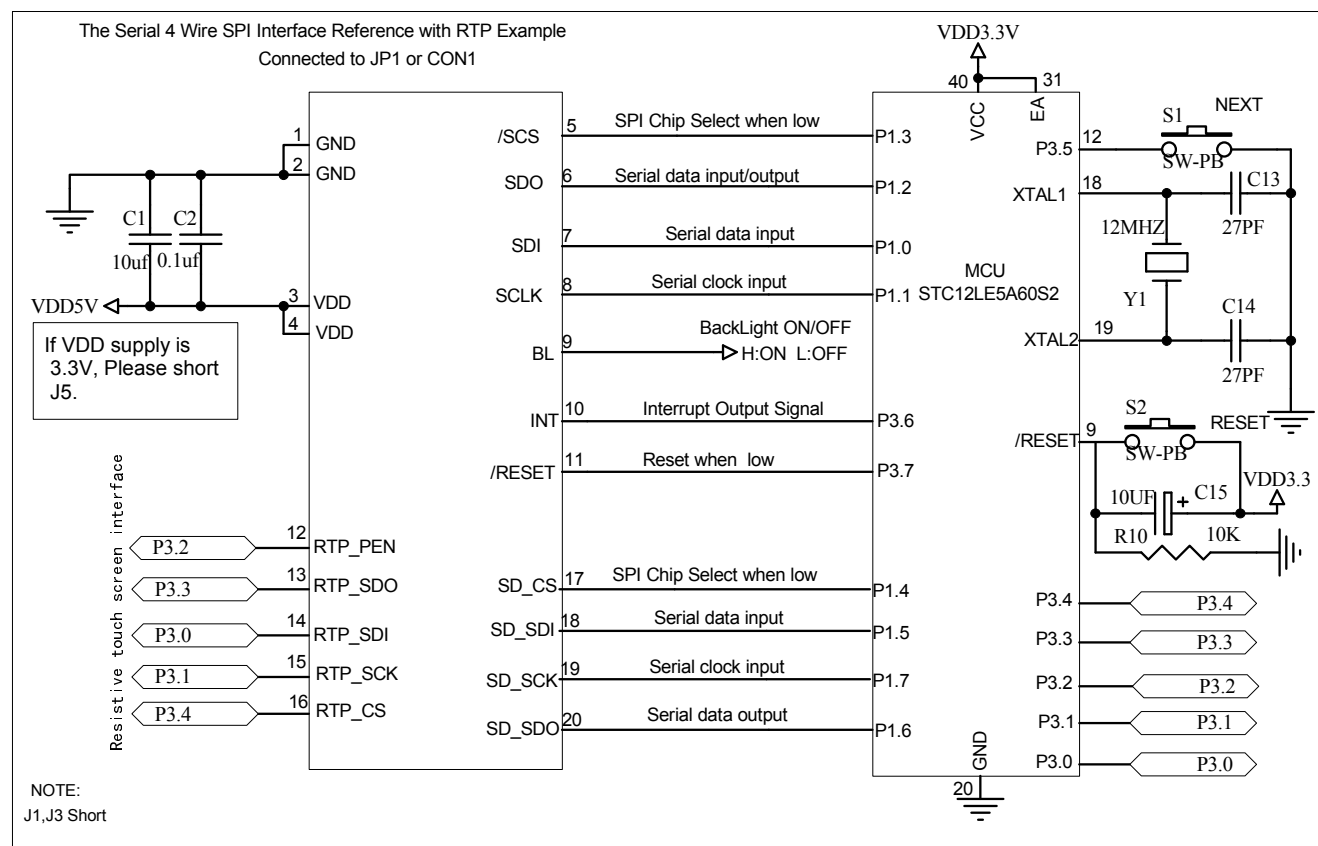 The Serial 4 Wire SPI Interface Reference with RTP Example
Connected to JP1 or CON1
VDD3.3V
40
31
VCC
EA
1
GND
2
GND
C1
C2
10uf
0.1uf
VDD5V
3
VDD
4
VDD
If VDD supply is
3.3V, Please short
J5.
/SCS
5
SPI Chip Select when low
P1.3
SDO
6
Serial data input/output
P1.2
SDI
7
Serial data input
P1.0
SCLK
8
Serial clock input
P1.1
BL
9
BackLight ON/OFF
H:ON L:OFF
INT
10
Interrupt Output Signal
P3.6
/RESET
11
Reset when low
P3.7
MCU
STC12LE5A60S2
P3.5
12
S1
NEXT
SW-PB
XTAL1
18
C13
27PF
12MHZ
Y1
XTAL2
19
C14
27PF
/RESET
9
S2
RESET
SW-PB
VDD3.3
10UF
+
C15
R10
10K
Resistive touch screen interface
P3.2
12
RTP_PEN
P3.3
13
RTP_SDO
P3.0
14
RTP_SDI
P3.1
15
RTP_SCK
P3.4
16
RTP_CS
SD_CS
17
SPI Chip Select when low
P1.4
SD_SDI
18
Serial data input
P1.5
SD_SCK
19
Serial clock input
P1.7
SD_SDO
20
Serial data output
P1.6
P3.4
P3.4
P3.3
P3.3
P3.2
P3.2
P3.1
P3.1
P3.0
P3.0
GND
20
NOTE:
J1,J3 Short